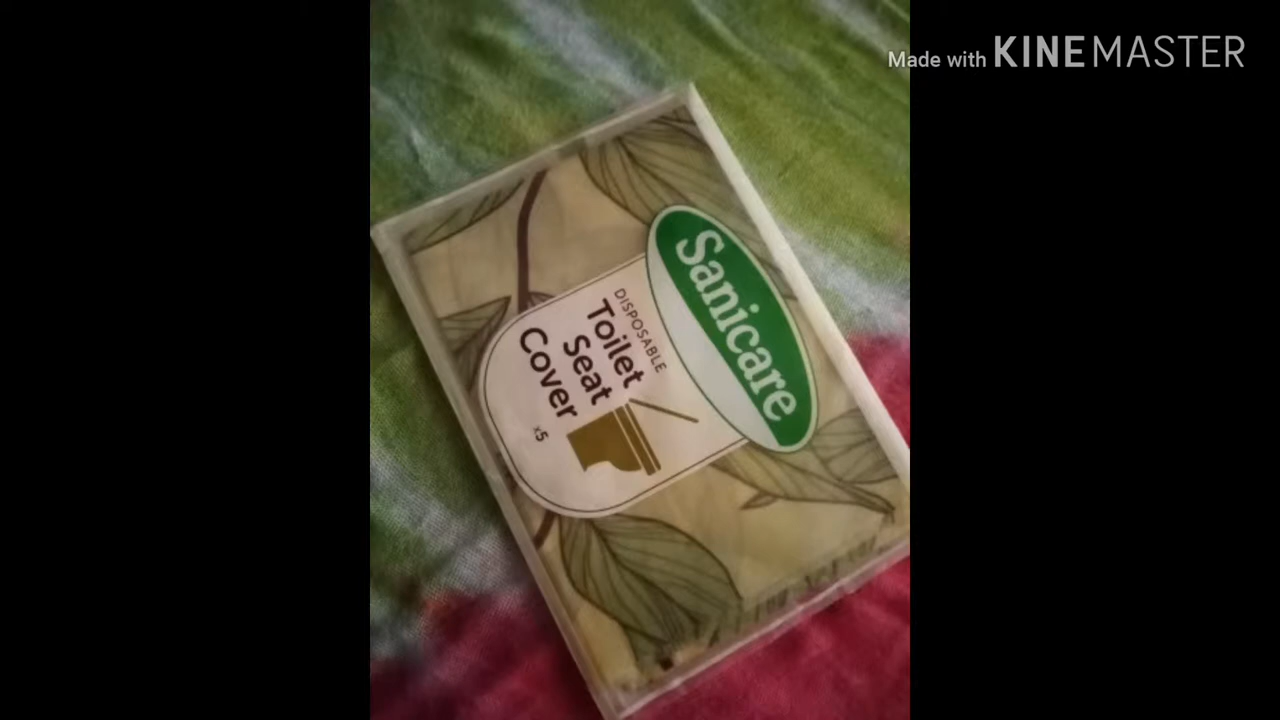 Made with KINEMASTER
Sanicare
DISPOSABLE
Toilet
Seat
Cover
x5